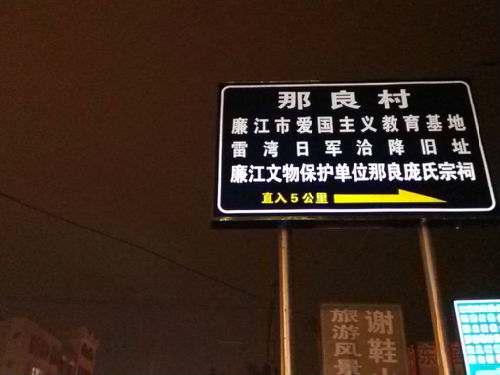 那良村
廉江市爱国主义教育基地
雷湾日军洽降旧址
廉江文物保护单位那良庞氏宗祠
直入5公里
谢鞋
旅游风景